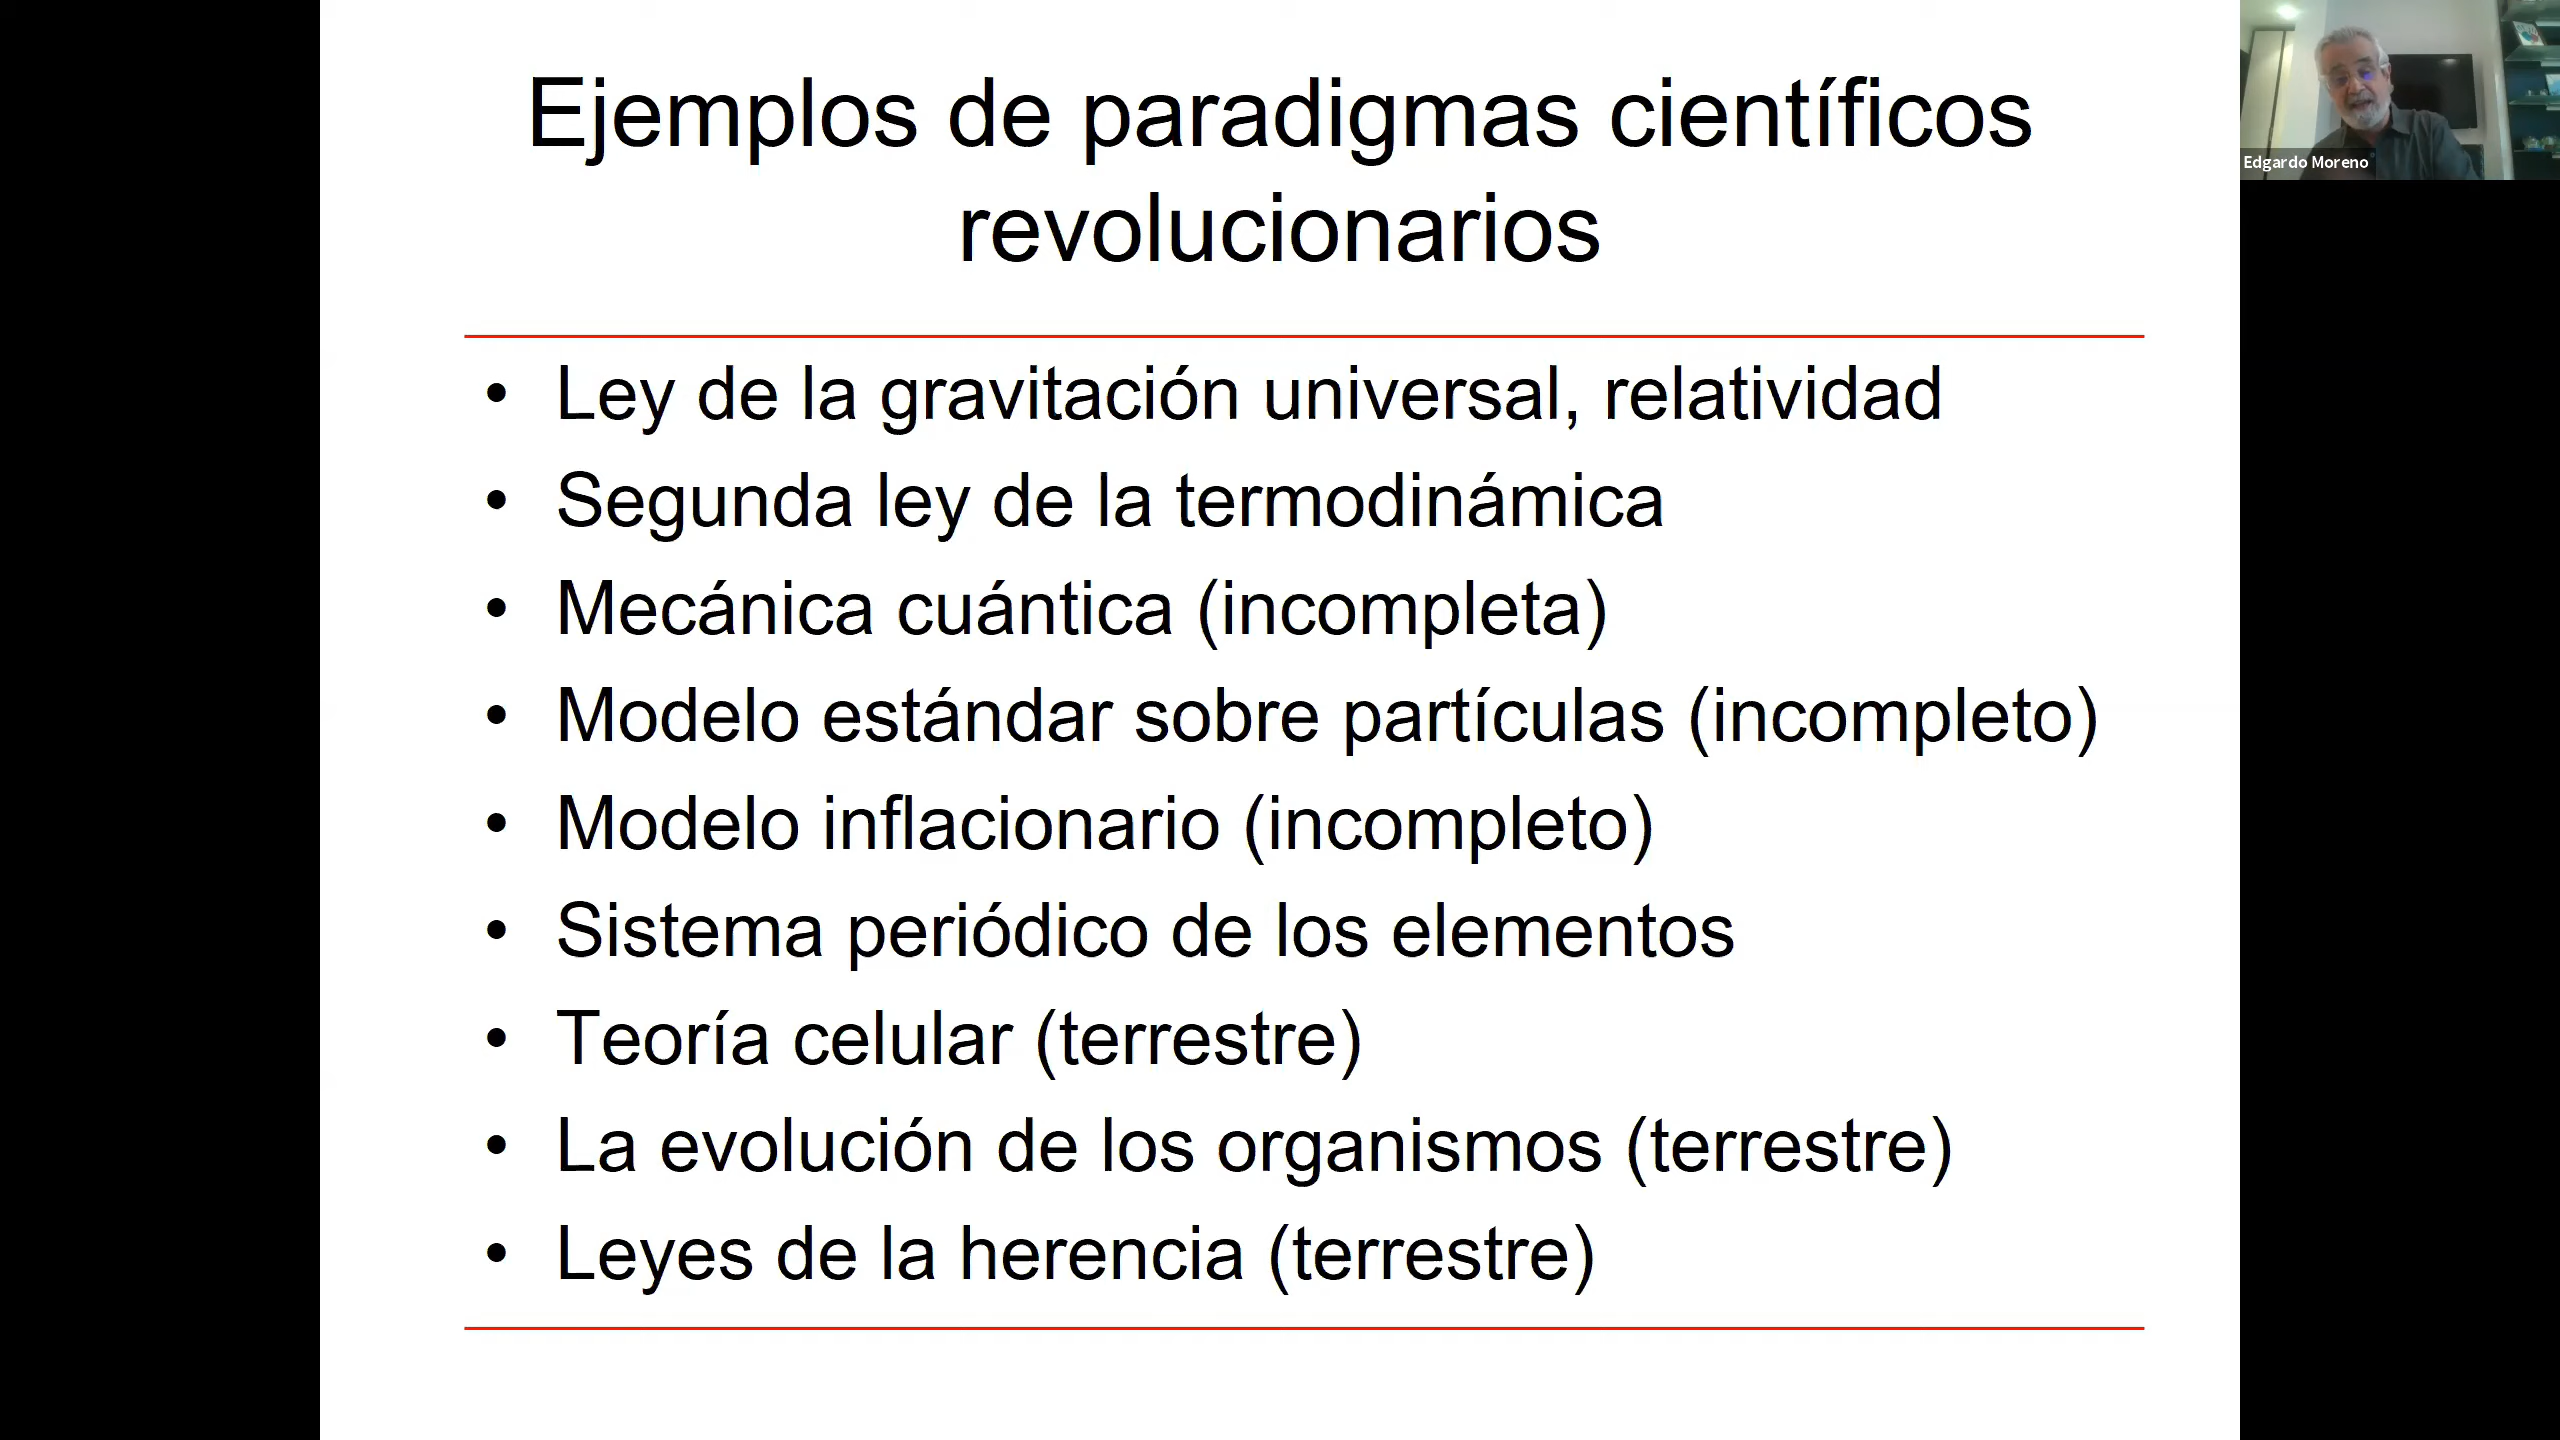 Ejemplos de paradigmas científicos
revolucionarios
• Ley de la gravitación universal, relatividad
• Segunda ley de la termodinámica
• Mecánica cuántica (incompleta)
• Modelo estándar sobre partículas (incompleto)
• Modelo inflacionario (incompleto)
• Sistema periódico de los elementos
• Teoría celular (terrestre)
• La evolución de los organismos (terrestre)
• Leyes de la herencia (terrestre)
Edgardo Moreno